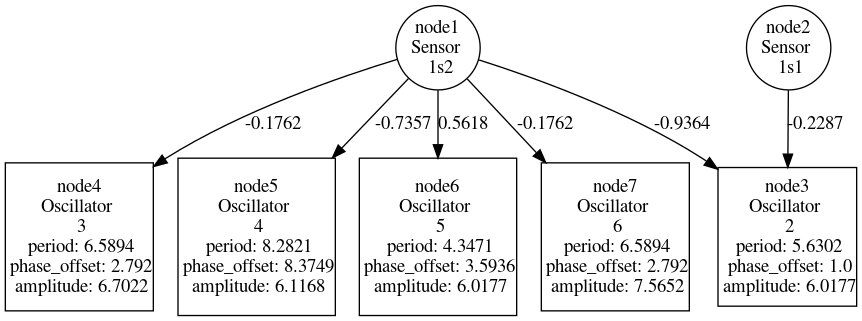 node1
Sensor
1s2
node2
Sensor
1s1
-0.1762
-0.7357
0.5618
-0.1762
-0.9364
-0.2287
node4
Oscillator
3
period: 6.5894
phase_offset: 2.792
amplitude: 6.7022
node5
Oscillator
4
period: 8.2821
phase_offset: 8.3749
amplitude: 6.1168
node6
Oscillator
5
period: 4.3471
phase_offset: 3.5936
amplitude: 6.0177
node7
Oscillator
6
period: 6.5894
phase_offset: 2.792
amplitude: 7.5652
node3
Oscillator
2
period: 5.6302
phase_offset: 1.0
amplitude: 6.0177